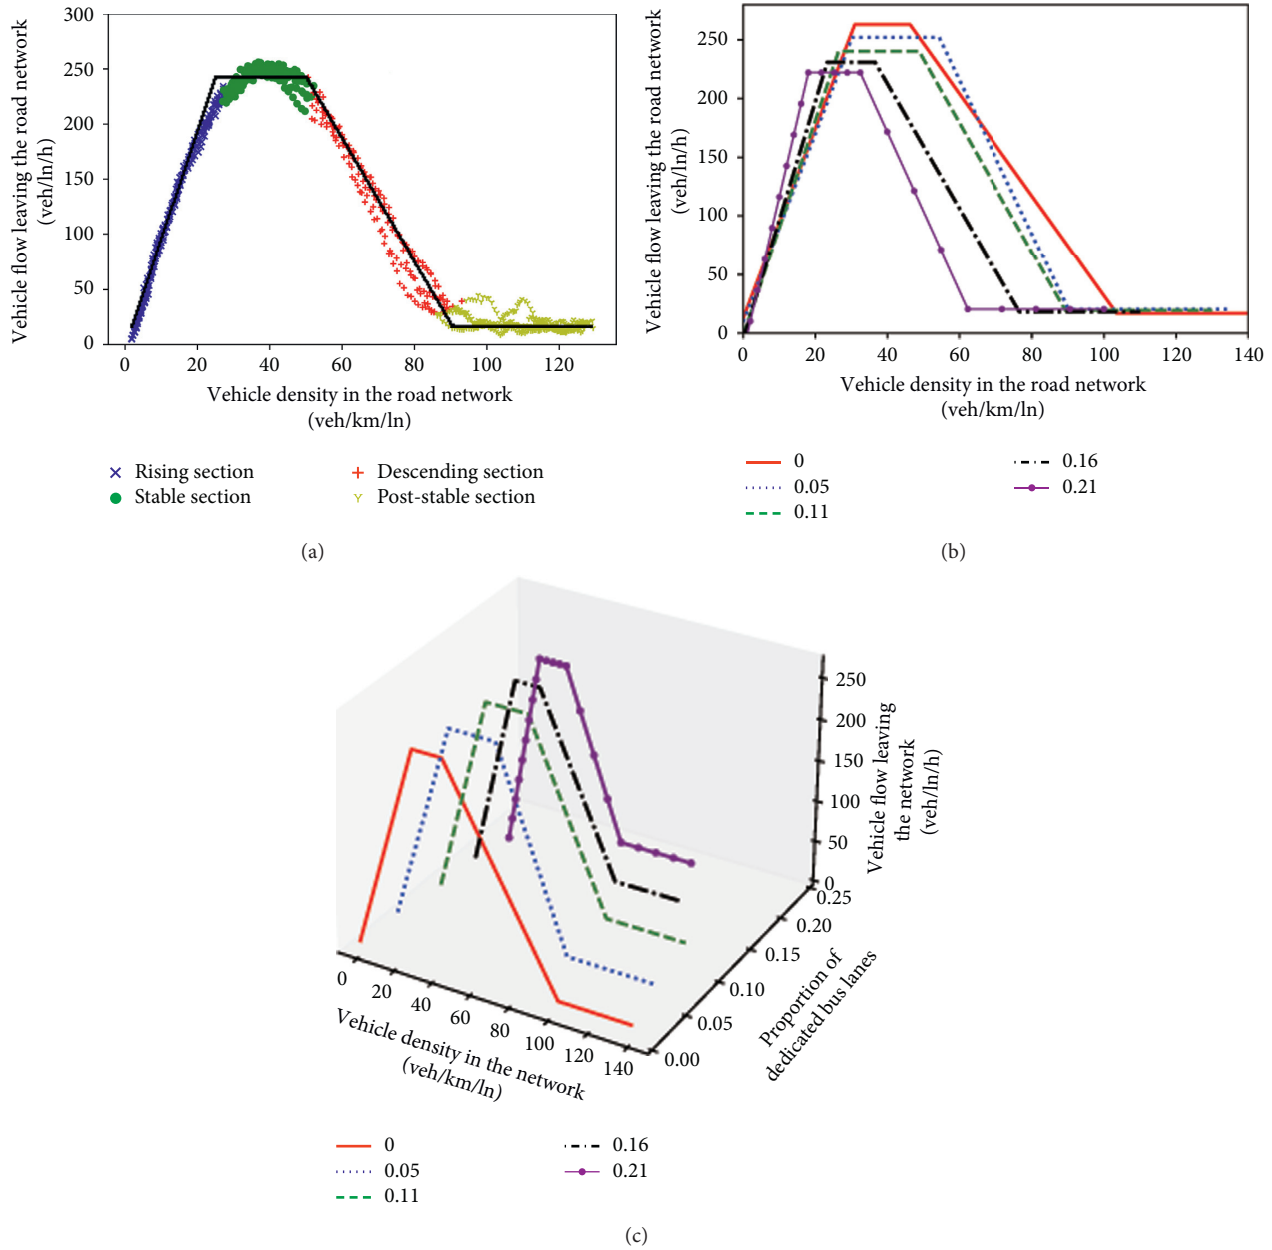 Vehicle flow leaving the road network
(veh/ln/h)
300
250
200
150
100
50
0
0 20 40 60 80 100 120
Vehicle density in the road network
(veh/km/ln)
Rising section
Stable section
Descending section
Post-stable section
(a)
Vehicle flow leaving the road network
(veh/ln/h)
250
200
150
100
50
0
0 20 40 60 80 100 120 140
Vehicle density in the road network
(veh/km/ln)
0
0.05
0.11
0.16
0.21
(b)
250
200
150
100
50
0
Vehicle flow leaving
the network
(veh/ln/h)
0.25
0.20
0.15
0.10
0.05
0.00
Proportion of
dedicated bus lanes
0 20 40 60 80 100 120 140
Vehicle density in the network
(veh/km/ln)
0
0.05
0.11
0.16
0.21
(c)